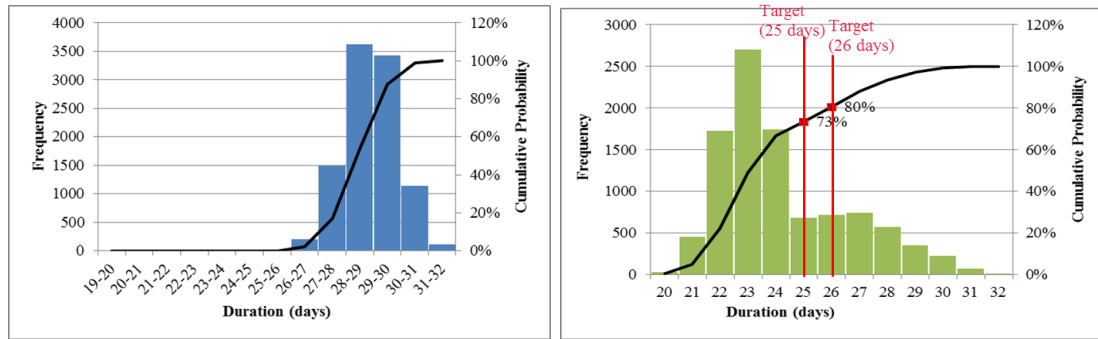 4000
3500
3000
2500
2000
1500
1000
500
0
Frequency
120%
100%
80%
60%
40%
20%
0%
Cumulative Probability
19-20 20-21 21-22 22-23 23-24 24-25 25-26 26-27 27-28 28-29 29-30 30-31 31-32
Duration (days)
Target
(25 days)
Target
(26 days)
3000
2500
2000
1500
1000
500
0
Frequency
80%
73%
120%
100%
80%
60%
40%
20%
0%
Cumulative Probability
20 21 22 23 24 25 26 27 28 29 30 31 32
Duration (days)